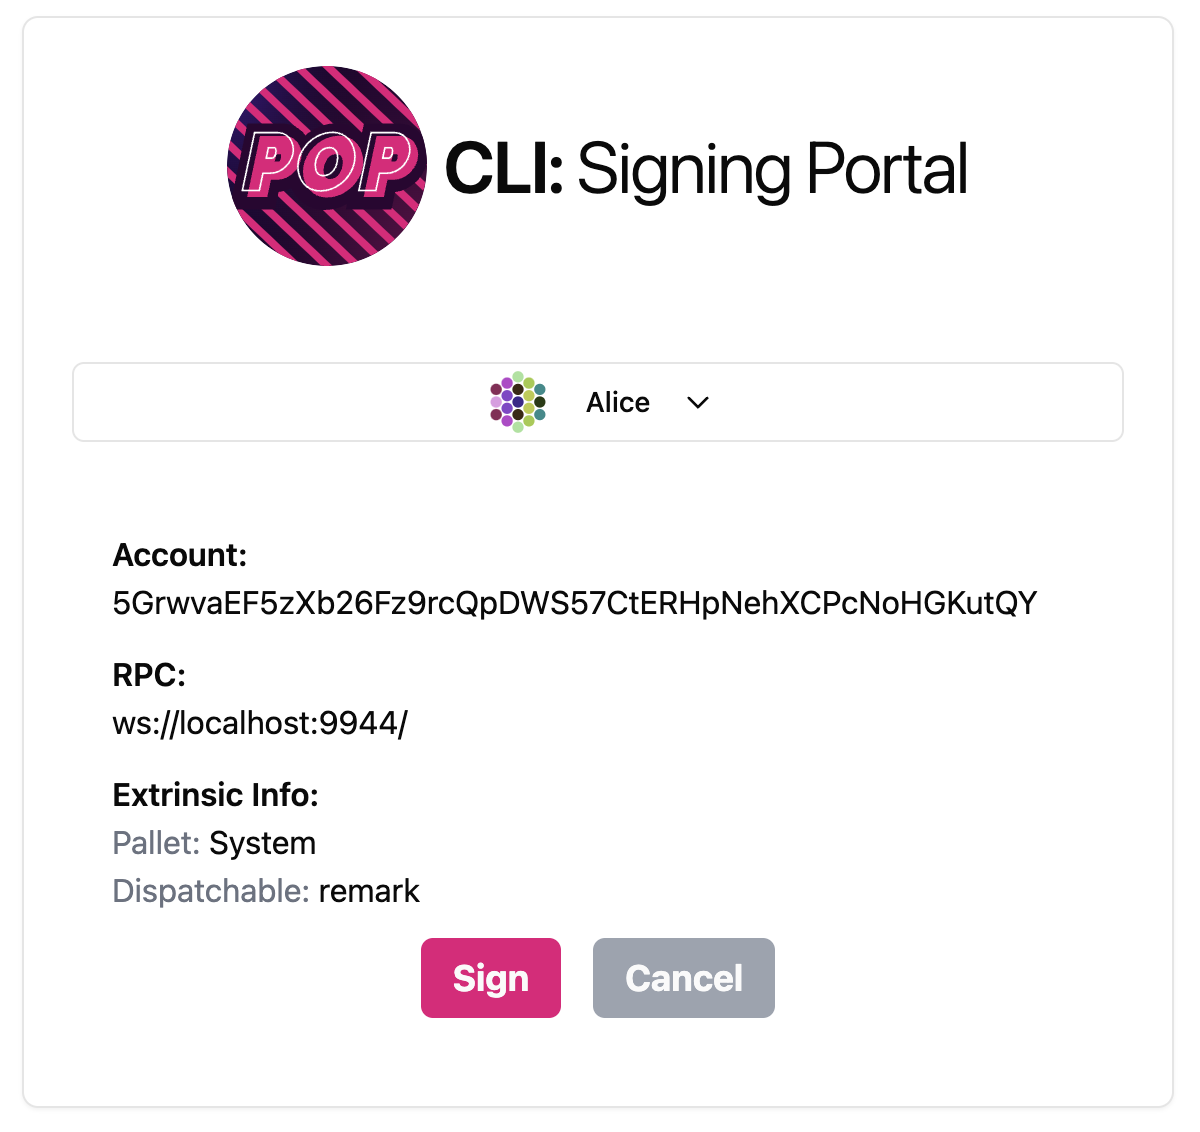 POP
CLI: Signing Portal
Alice
Account:
5GrwvaEF5zXb26Fz9rcQpDWS57CtERHpNehXCPcNoHGKutQY
RPC:
ws://localhost:9944/
Extrinsic Info:
Pallet: System
Dispatchable: remark
Sign
Cancel